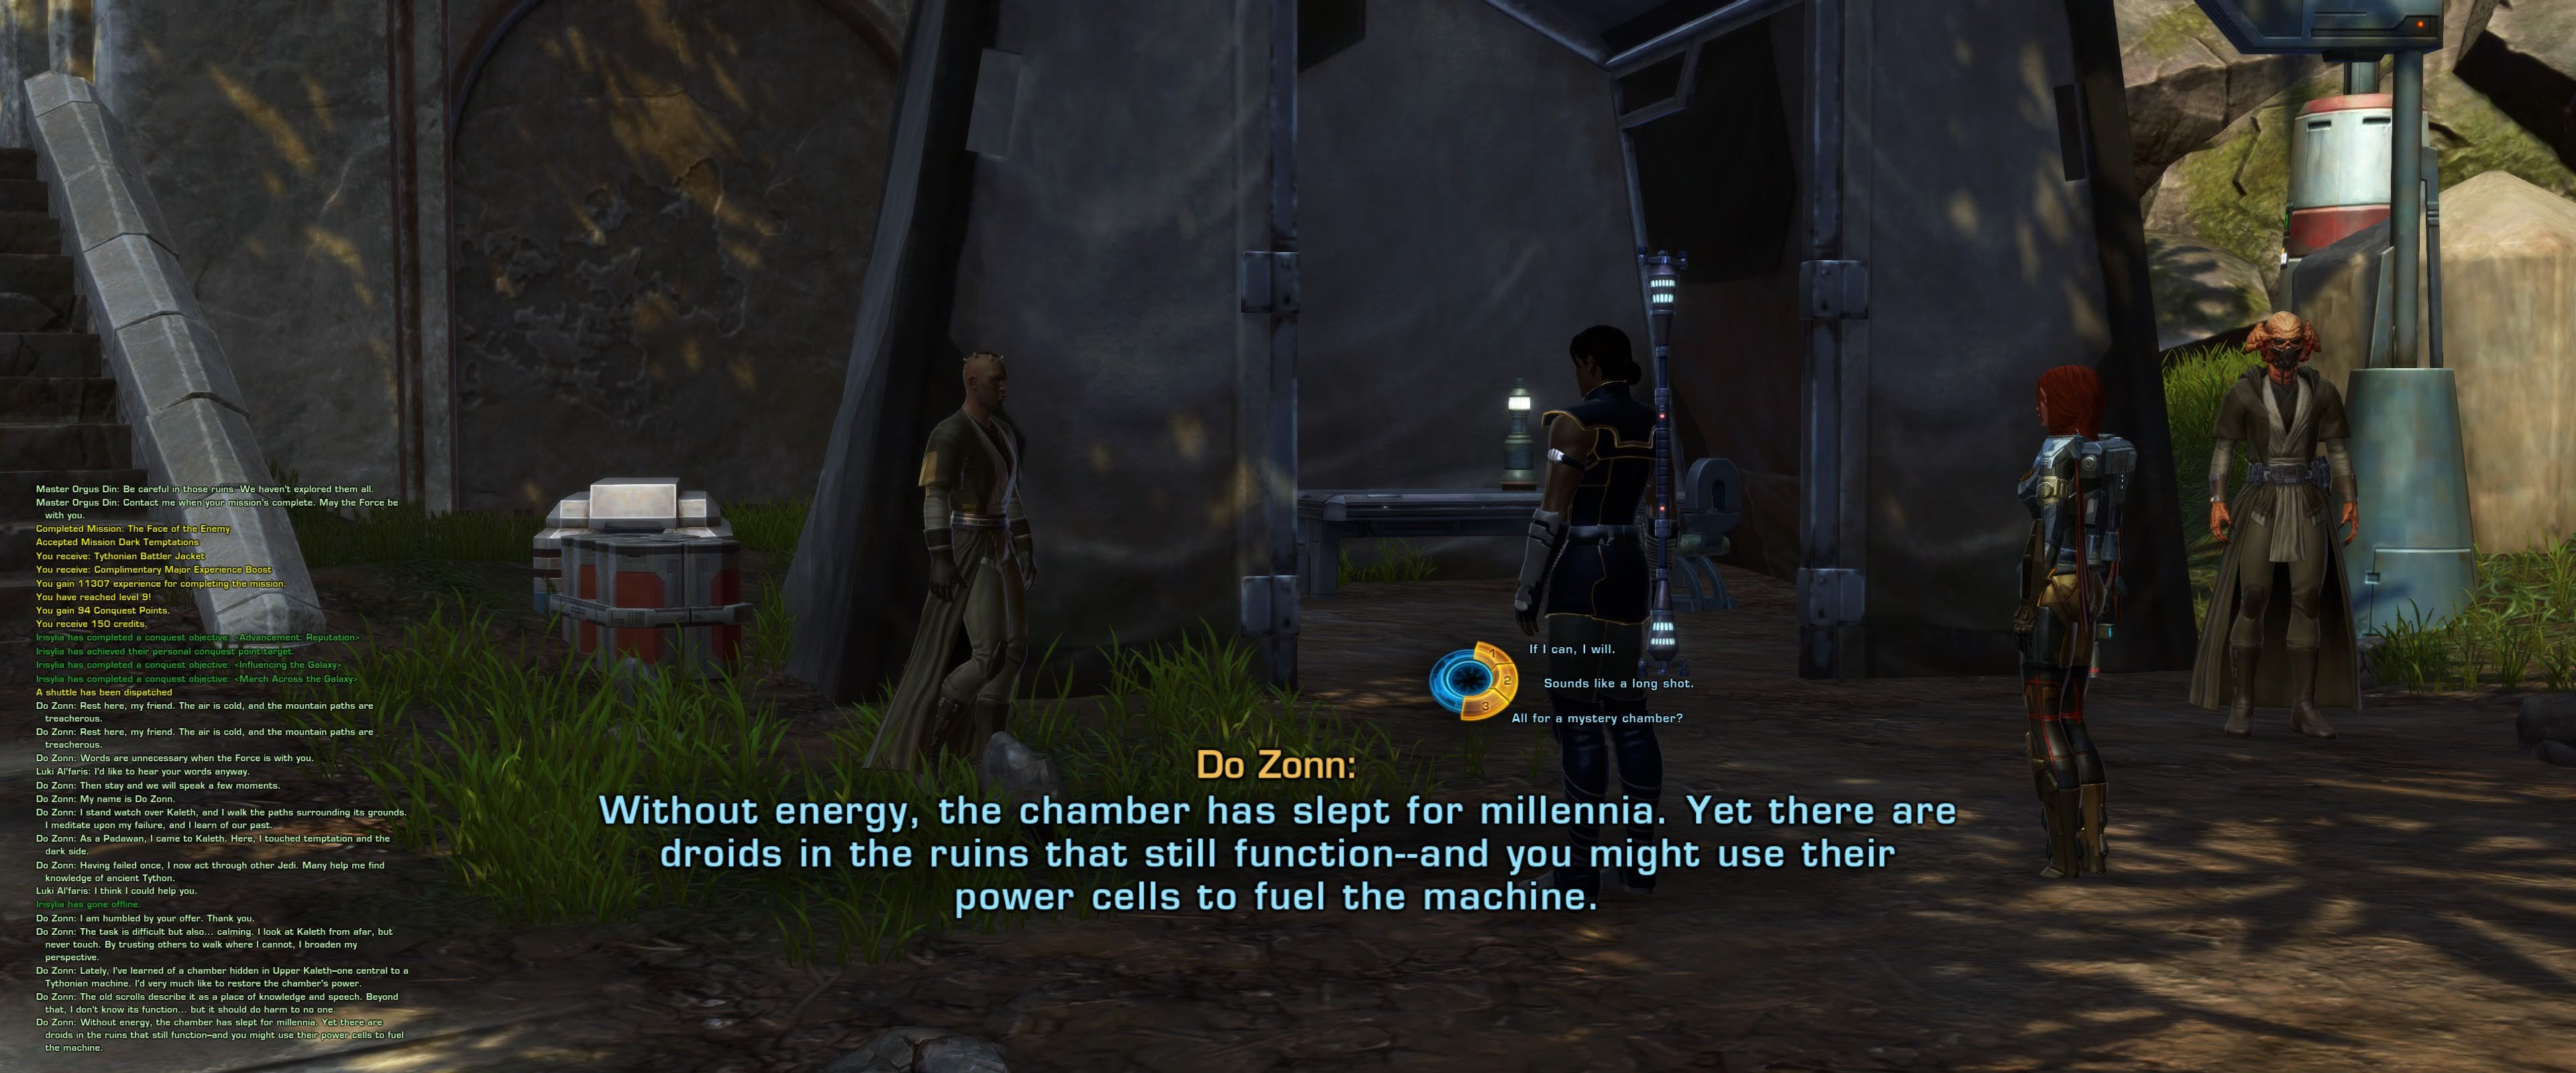 Master Orgus Din: Be careful in those ruins. We haven't explored them all.
Master Orgus Din: Contact me when your mission's complete. May the Force be
with you.
Completed Mission: The Face of the Enemy
Accepted Mission Dark Temptations
You receive: Tythonian Battler Jacket
You receive: Complimentary Major Experience Boost
You gain 11307 experience for completing the mission.
You have reached level 9!
You gain 94 Conquest Points.
You receive 150 credits.
Irisylia has completed a conquest objective: <Advancement: Reputation>
Irisylia has achieved their personal conquest point target.
Irisylia has completed a conquest objective: <Influencing the Galaxy>
Irisylia has completed a conquest objective: <March Across the Galaxy>
A shuttle has been dispatched
Do Zonn: Rest here, my friend. The air is cold, and the mountain paths are
treacherous.
Do Zonn: Rest here, my friend. The air is cold, and the mountain paths are
treacherous.
Do Zonn: Words are unnecessary when the Force is with you.
Luki Al'faris: I'd like to hear your words anyway.
Do Zonn: Then stay and we will speak a few moments.
Do Zonn: My name is Do Zonn.
Do Zonn: I stand watch over Kaleth, and I walk the paths surrounding its grounds.
I meditate upon my failure, and I learn of our past.
Do Zonn: As a Padawan, I came to Kaleth. Here, I touched temptation and the
dark side.
Do Zonn: Having failed once, I now act through other Jedi. Many help me find
knowledge of ancient Tython.
Luki Al'faris: I think I could help you.
Irisylia has gone offline.
Do Zonn: I am humbled by your offer. Thank you.
Do Zonn: The task is difficult but also... calming. I look at Kaleth from afar, but
never touch. By trusting others to walk where I cannot, I broaden my
perspective.
Do Zonn: Lately, I've learned of a chamber hidden in Upper Kaleth--one central to a
Tythonian machine. I'd very much like to restore the chamber's power.
Do Zonn: The old scrolls describe it as a place of knowledge and speech. Beyond
that, I don't know its function... but it should do harm to no one.
Do Zonn: Without energy, the chamber has slept for millennia. Yet there are
droids in the ruins that still function--and you might use their power cells to fuel
the machine.
1 If I can, I will.
2 Sounds like a long shot.
3 All for a mystery chamber?
Do Zonn:
Without energy, the chamber has slept for millennia. Yet there are
droids in the ruins that still function--and you might use their
power cells to fuel the machine.